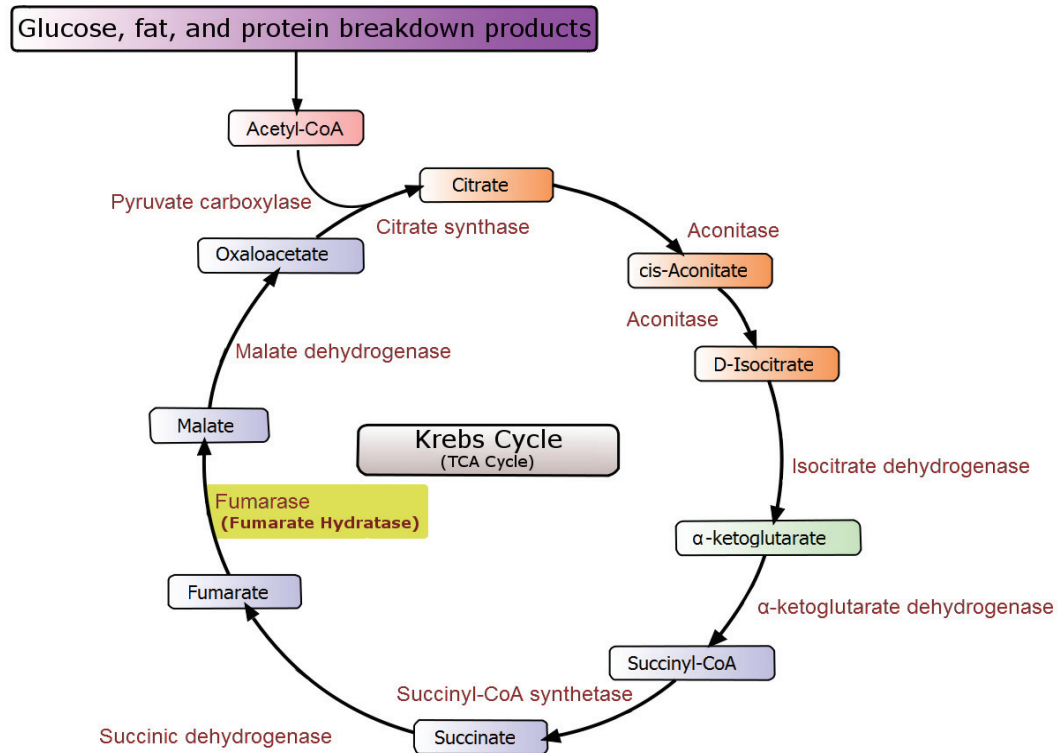 Glucose, fat, and protein breakdown products
Acetyl-CoA
Pyruvate carboxylase
Citrate
Citrate synthase
Aconitase
Oxaloacetate
cis-Aconitate
Aconitase
Malate dehydrogenase
D-Isocitrate
Malate
Krebs Cycle
(TCA Cycle)
Isocitrate dehydrogenase
Fumarase
(Fumarate Hydratase)
α-ketoglutarate
Fumarate
α-ketoglutarate dehydrogenase
Succinyl-CoA
Succinyl-CoA synthetase
Succinic dehydrogenase
Succinate